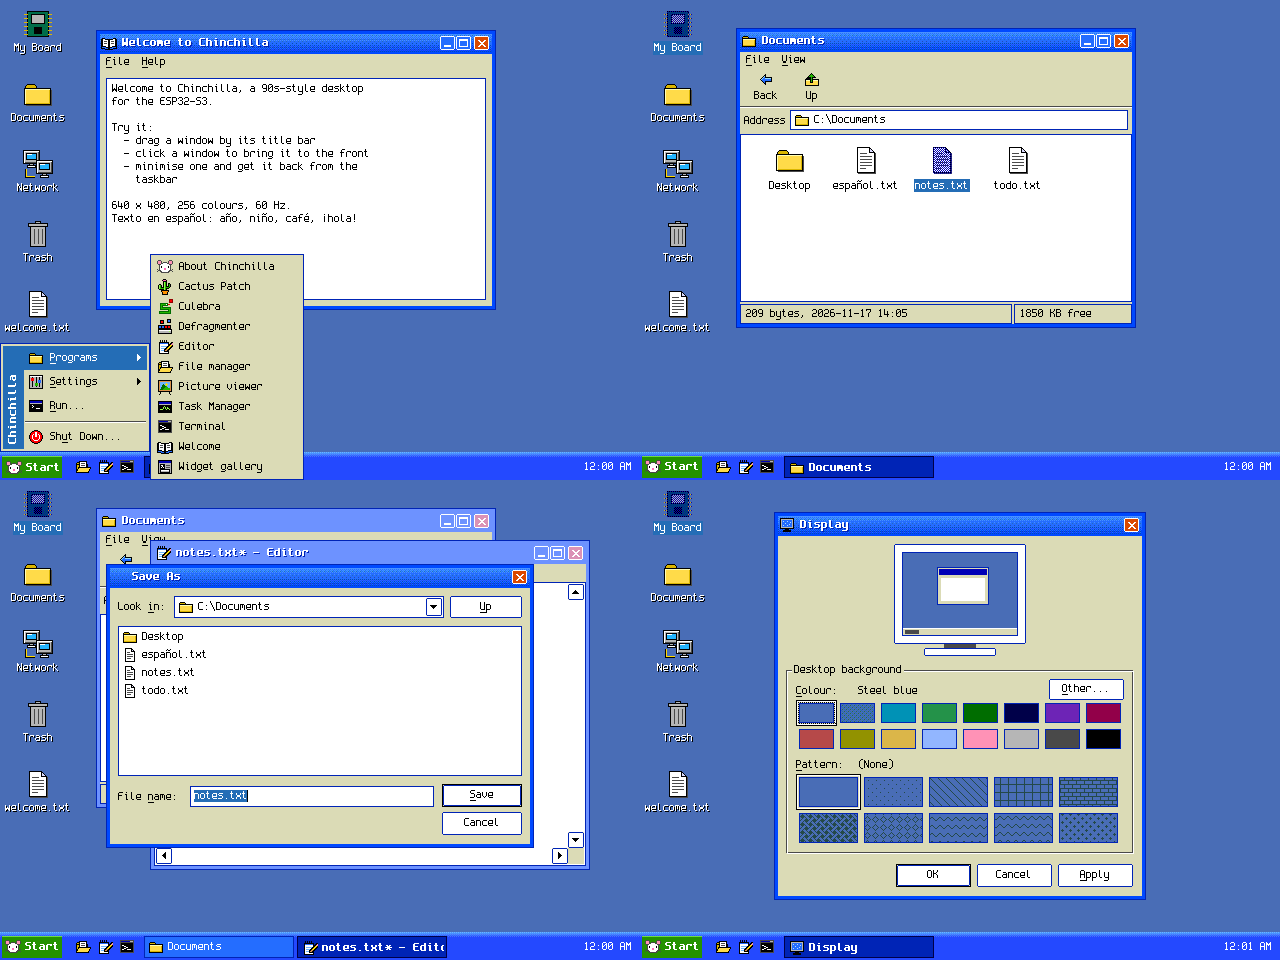 My Board
Documents
Network
Trash
welcome.txt
Welcome to Chinchilla
File Help
Welcome to Chinchilla, a 90s-style desktop
for the ESP32-S3.
Try it:
- drag a window by its title bar
- click a window to bring it to the front
- minimise one and get it back from the
taskbar
640 x 480, 256 colours, 60 Hz.
Texto en español: año, niño, café, ¡hola!
About Chinchilla
Cactus Patch
Culebra
Defragmenter
Editor
File manager
Picture viewer
Task Manager
Terminal
Welcome
Widget gallery
Chinchilla
Programs
Settings
Run...
Shut Down...
Start
12:00 AM
My Board
Documents
Network
Trash
welcome.txt
Documents
File View
Back Up
Address C:\Documents
Desktop español.txt notes.txt todo.txt
209 bytes, 2026-11-17 14:05 1850 KB free
Start Documents 12:00 AM
My Board
Documents
Network
Trash
welcome.txt
Documents
File View
notes.txt* - Editor
Save As
Look in: C:\Documents Up
Desktop
español.txt
notes.txt
todo.txt
File name: notes.txt Save
Cancel
Start Documents notes.txt* - Edito 12:00 AM
My Board
Documents
Network
Trash
welcome.txt
Display
Desktop background
Colour: Steel blue Other...
Pattern: (None)
OK Cancel Apply
Start Display 12:01 AM